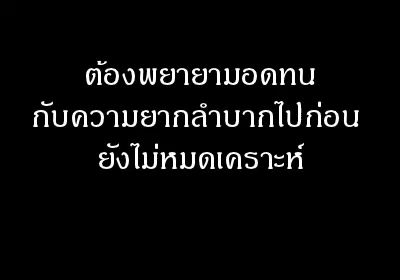 ต้องพยายามอดทน
กับความยากลำบากไปก่อน
ยังไม่หมดเคราะห์